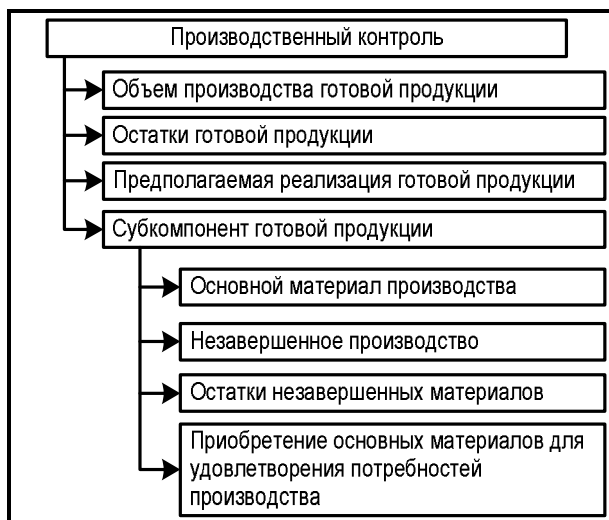 Производственный контроль
Объем производства готовой продукции
Остатки готовой продукции
Предполагаемая реализация готовой продукции
Субкомпонент готовой продукции
Основной материал производства
Незавершенное производство
Остатки незавершенных материалов
Приобретение основных материалов для
удовлетворения потребностей
производства